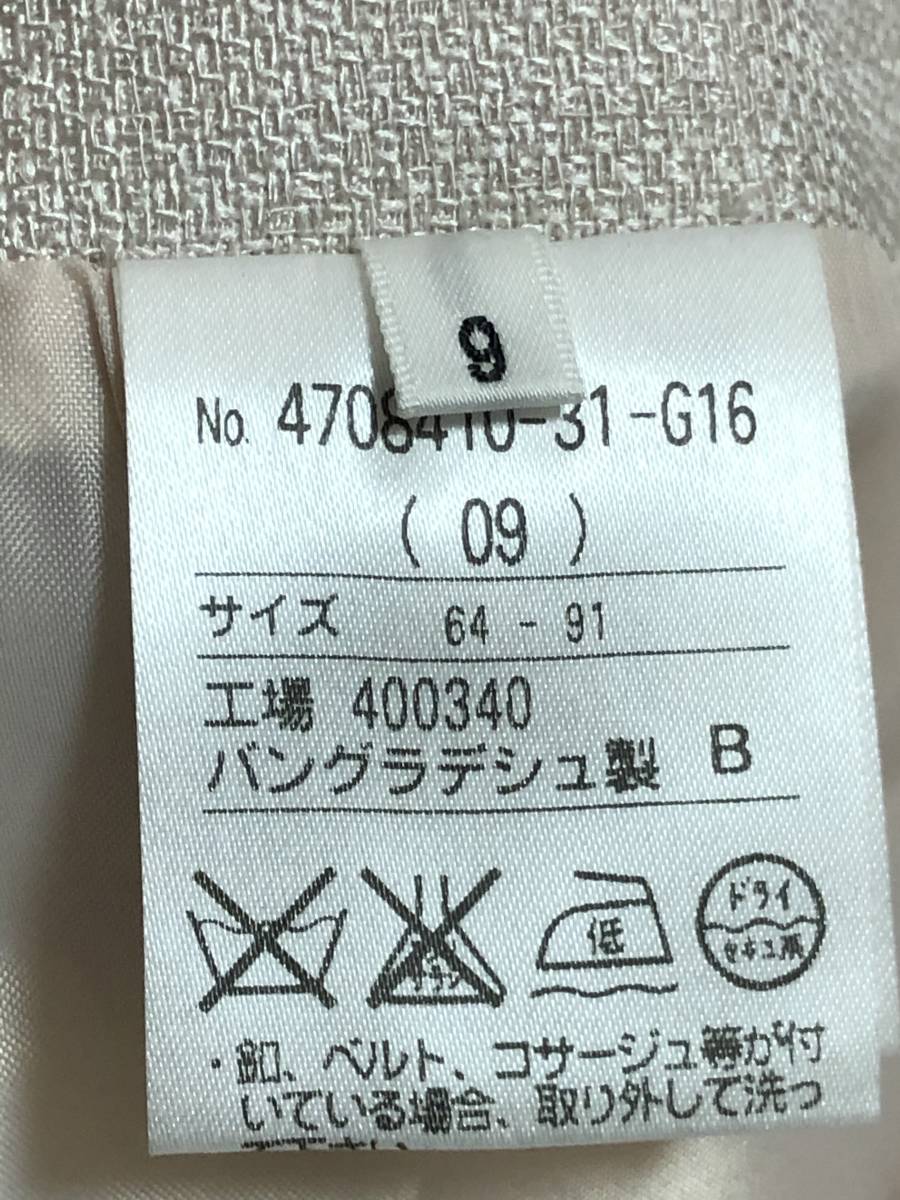 9
No. 4708410-31-G16
( 09 )
サイズ 64 - 91
工場 400340
バングラデシュ製 B
低
ドライ
セキユ系
・釦、ベルト、コサージュ等が付
いている場合、取り外して洗っ